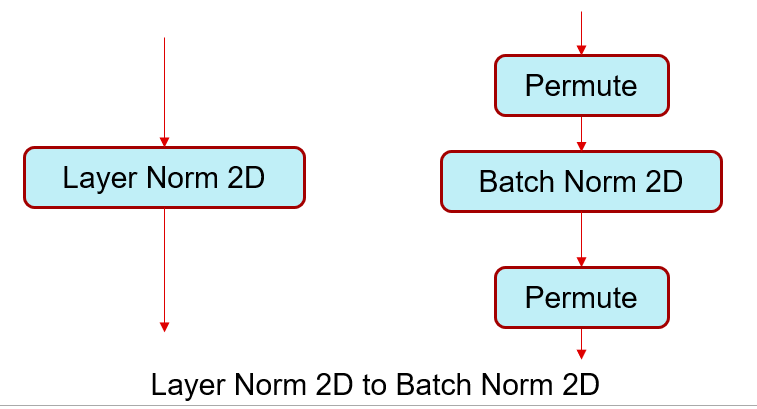 Permute
Layer Norm 2D
Batch Norm 2D
Permute
Layer Norm 2D to Batch Norm 2D